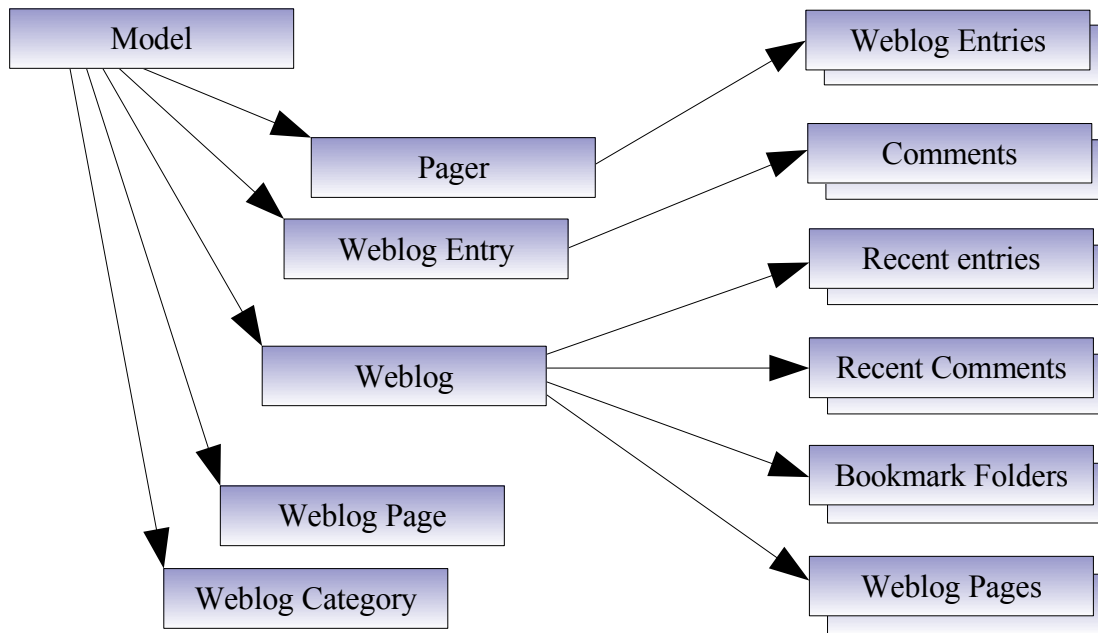 Model
Weblog Entries
Pager
Comments
Weblog Entry
Recent entries
Weblog
Recent Comments
Bookmark Folders
Weblog Page
Weblog Pages
Weblog Category